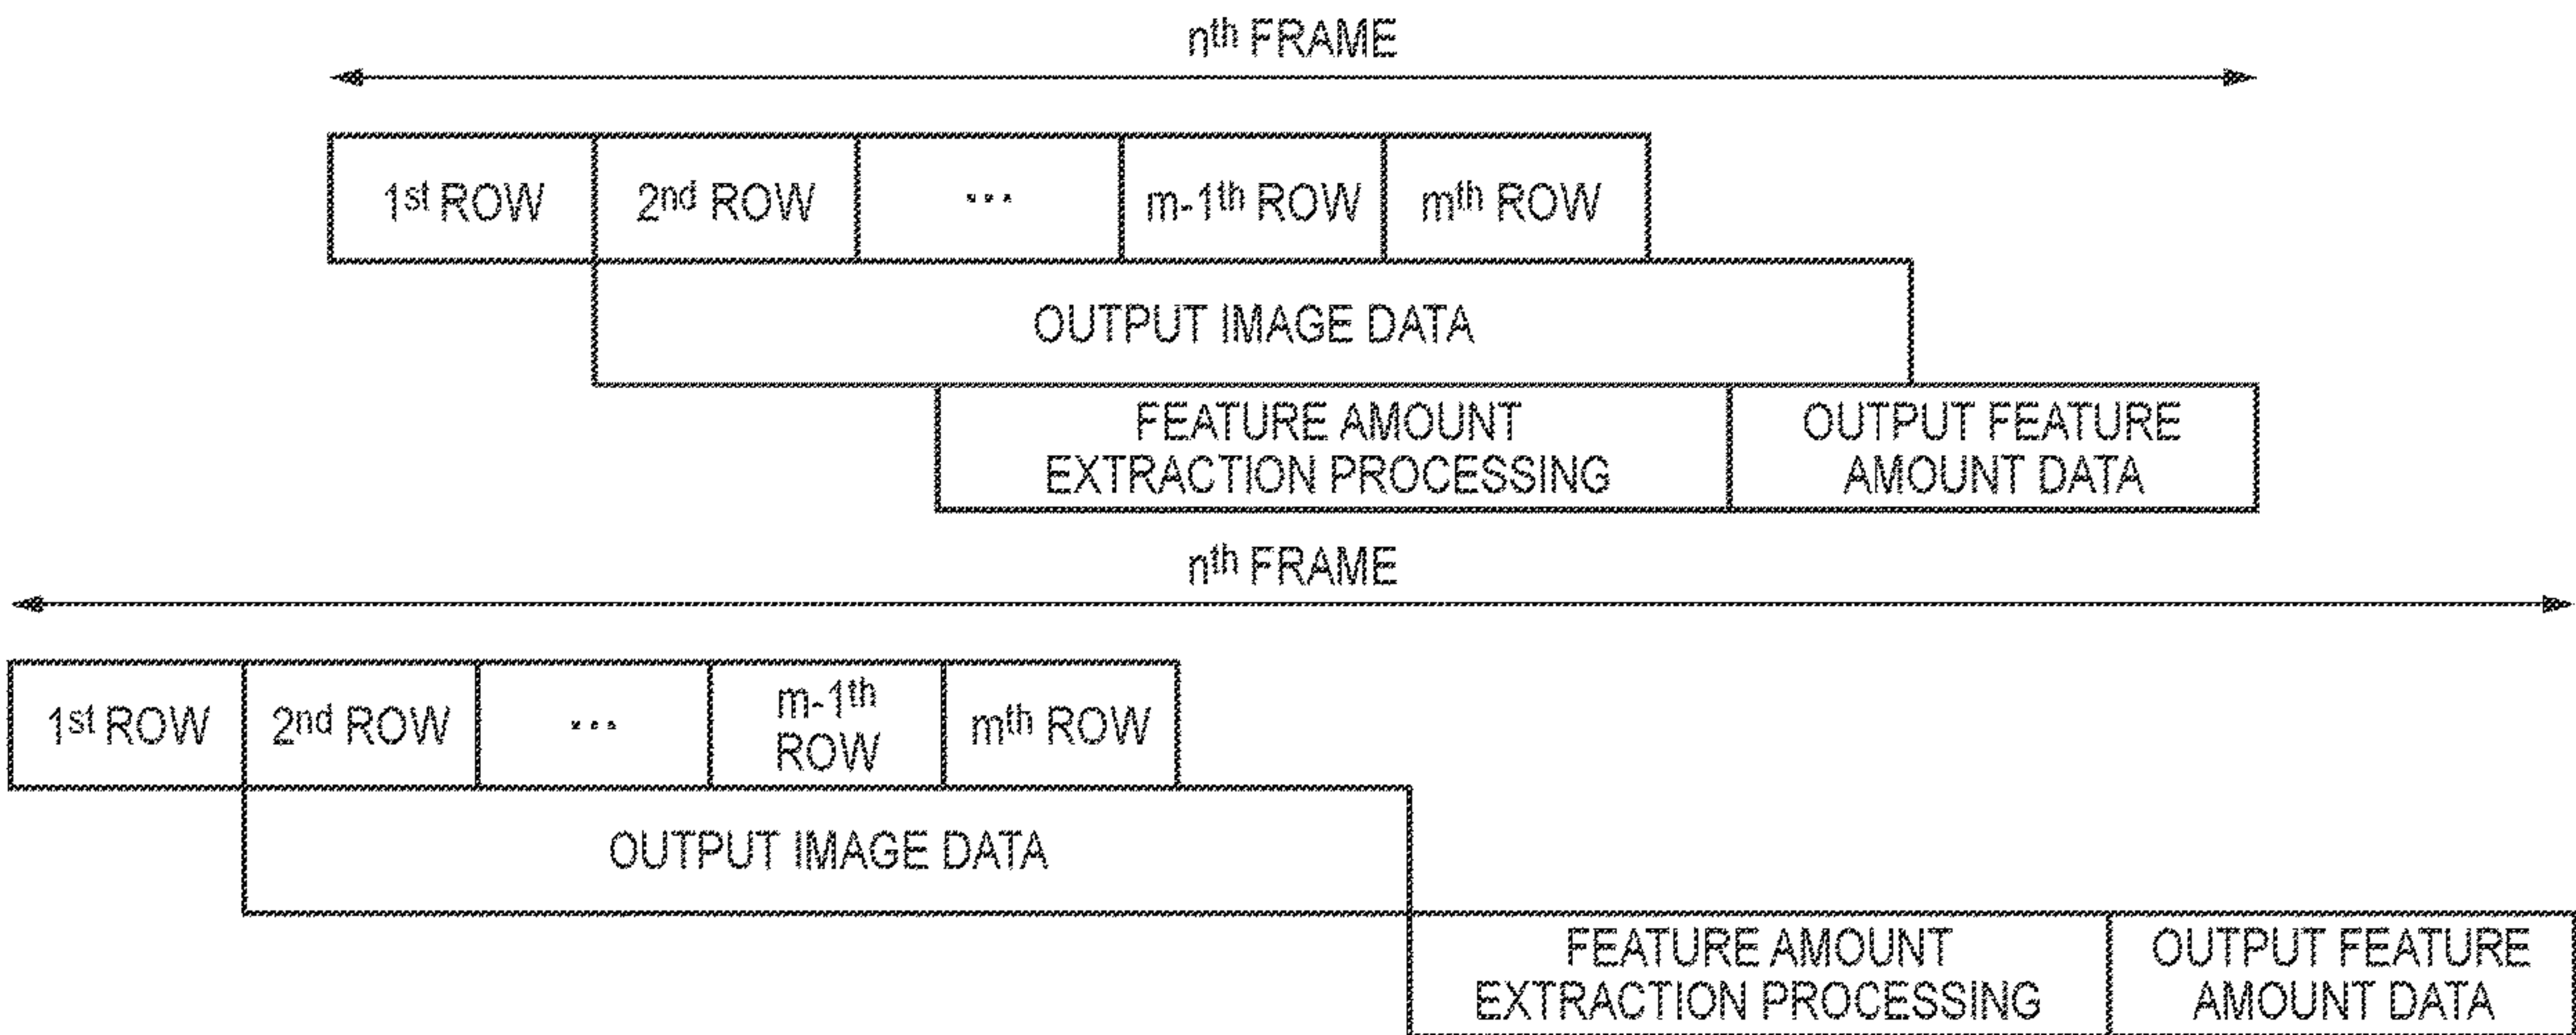 nth FRAME
1st ROW 2nd ROW ... m-1th ROW mth ROW
OUTPUT IMAGE DATA
FEATURE AMOUNT
EXTRACTION PROCESSING
OUTPUT FEATURE
AMOUNT DATA
nth FRAME
1st ROW 2nd ROW ... m-1th
ROW
mth ROW
OUTPUT IMAGE DATA
FEATURE AMOUNT
EXTRACTION PROCESSING
OUTPUT FEATURE
AMOUNT DATA